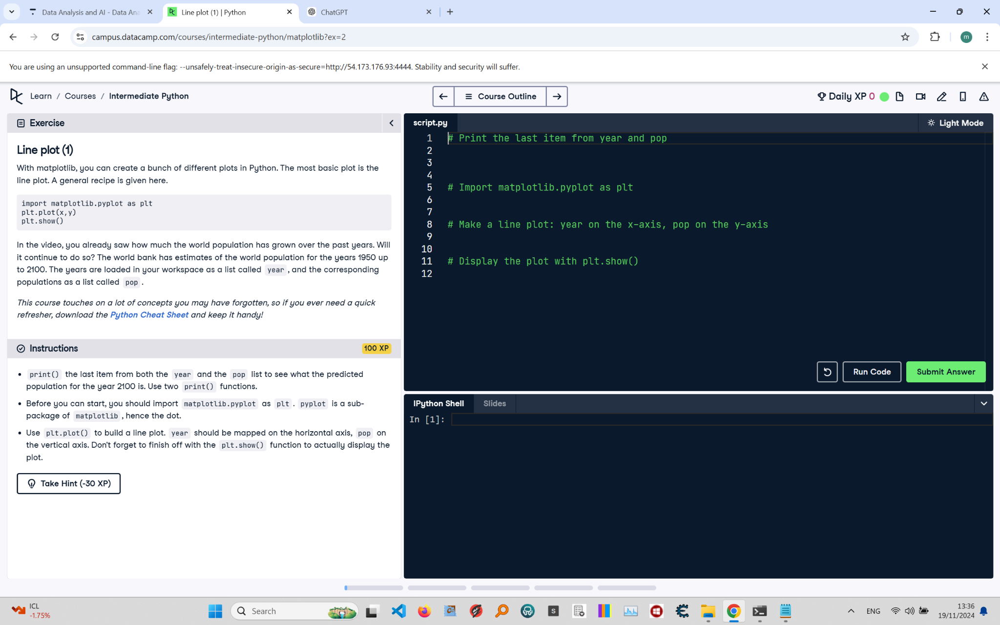 Data Analysis and AI - Data Ana
Line plot (1) | Python
ChatGPT
campus.datacamp.com/courses/intermediate-python/matplotlib?ex=2
m
You are using an unsupported command-line flag: --unsafely-treat-insecure-origin-as-secure=http://54.173.176.93:4444. Stability and security will suffer.
Learn / Courses / Intermediate Python
Course Outline
Daily XP 0
Exercise
Line plot (1)
With matplotlib, you can create a bunch of different plots in Python. The most basic plot is the
line plot. A general recipe is given here.
import matplotlib.pyplot as plt
plt.plot(x,y)
plt.show()
In the video, you already saw how much the world population has grown over the past years. Will
it continue to do so? The world bank has estimates of the world population for the years 1950 up
to 2100. The years are loaded in your workspace as a list called year, and the corresponding
populations as a list called pop.
This course touches on a lot of concepts you may have forgotten, so if you ever need a quick
refresher, download the Python Cheat Sheet and keep it handy!
Instructions
100 XP
• print() the last item from both the year and the pop list to see what the predicted
population for the year 2100 is. Use two print() functions.
• Before you can start, you should import matplotlib.pyplot as plt. pyplot is a sub-
package of matplotlib, hence the dot.
• Use plt.plot() to build a line plot. year should be mapped on the horizontal axis, pop on
the vertical axis. Don't forget to finish off with the plt.show() function to actually display the
plot.
Take Hint (-30 XP)
script.py
Light Mode
1 # Print the last item from year and pop
2
3
4
5 # Import matplotlib.pyplot as plt
6
7
8 # Make a line plot: year on the x-axis, pop on the y-axis
9
10
11 # Display the plot with plt.show()
12
Run Code
Submit Answer
IPython Shell
Slides
In [1]:
ICL
-1.75%
Search
S
ENG
13:36
19/11/2024